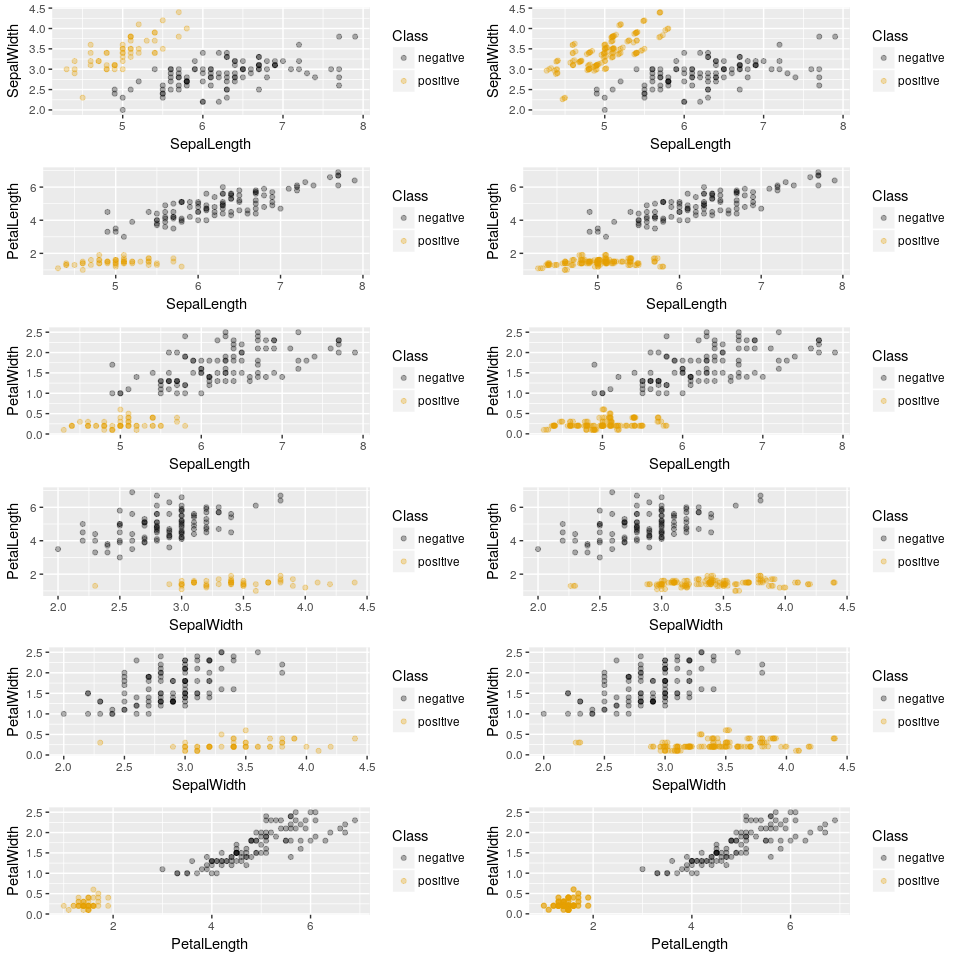 SepalWidth
4.5
4.0
3.5
3.0
2.5
2.0
5 6 7 8
SepalLength
Class
negative
positive
SepalWidth
4.5
4.0
3.5
3.0
2.5
2.0
5 6 7 8
SepalLength
Class
negative
positive
PetalLength
6
4
2
5 6 7 8
SepalLength
Class
negative
positive
PetalLength
6
4
2
5 6 7 8
SepalLength
Class
negative
positive
PetalWidth
2.5
2.0
1.5
1.0
0.5
0.0
5 6 7 8
SepalLength
Class
negative
positive
PetalWidth
2.5
2.0
1.5
1.0
0.5
0.0
5 6 7 8
SepalLength
Class
negative
positive
PetalLength
6
4
2
2.0 2.5 3.0 3.5 4.0 4.5
SepalWidth
Class
negative
positive
PetalLength
6
4
2
2.0 2.5 3.0 3.5 4.0 4.5
SepalWidth
Class
negative
positive
PetalWidth
2.5
2.0
1.5
1.0
0.5
0.0
2.0 2.5 3.0 3.5 4.0 4.5
SepalWidth
Class
negative
positive
PetalWidth
2.5
2.0
1.5
1.0
0.5
0.0
2.0 2.5 3.0 3.5 4.0 4.5
SepalWidth
Class
negative
positive
PetalWidth
2.5
2.0
1.5
1.0
0.5
0.0
2 4 6
PetalLength
Class
negative
positive
PetalWidth
2.5
2.0
1.5
1.0
0.5
0.0
2 4 6
PetalLength
Class
negative
positive